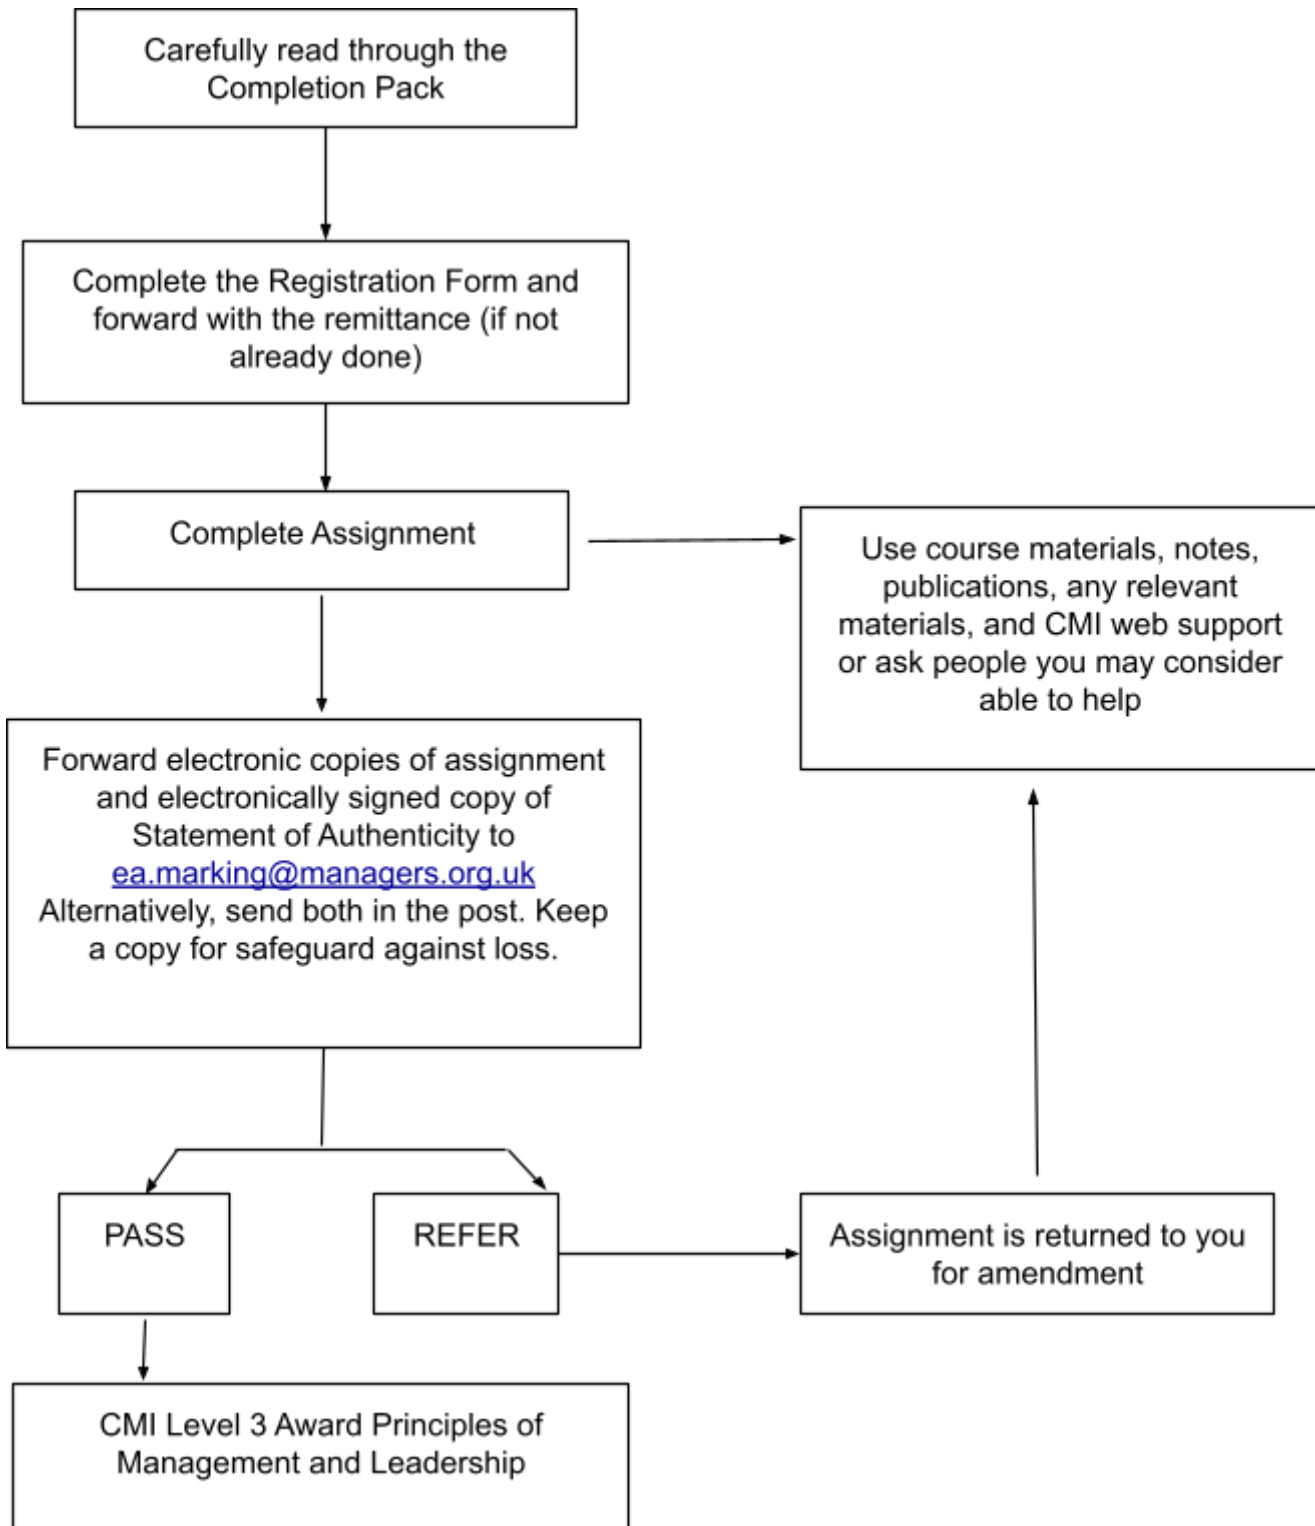 Carefully read through the
Completion Pack
Complete the Registration Form and
forward with the remittance (if not
already done)
Complete Assignment
Use course materials, notes,
publications, any relevant
materials, and CMI web support
or ask people you may consider
able to help
Forward electronic copies of assignment
and electronically signed copy of
Statement of Authenticity to
ea.marking@managers.org.uk
Alternatively, send both in the post. Keep
a copy for safeguard against loss.
PASS
REFER
Assignment is returned to you
for amendment
CMI Level 3 Award Principles of
Management and Leadership